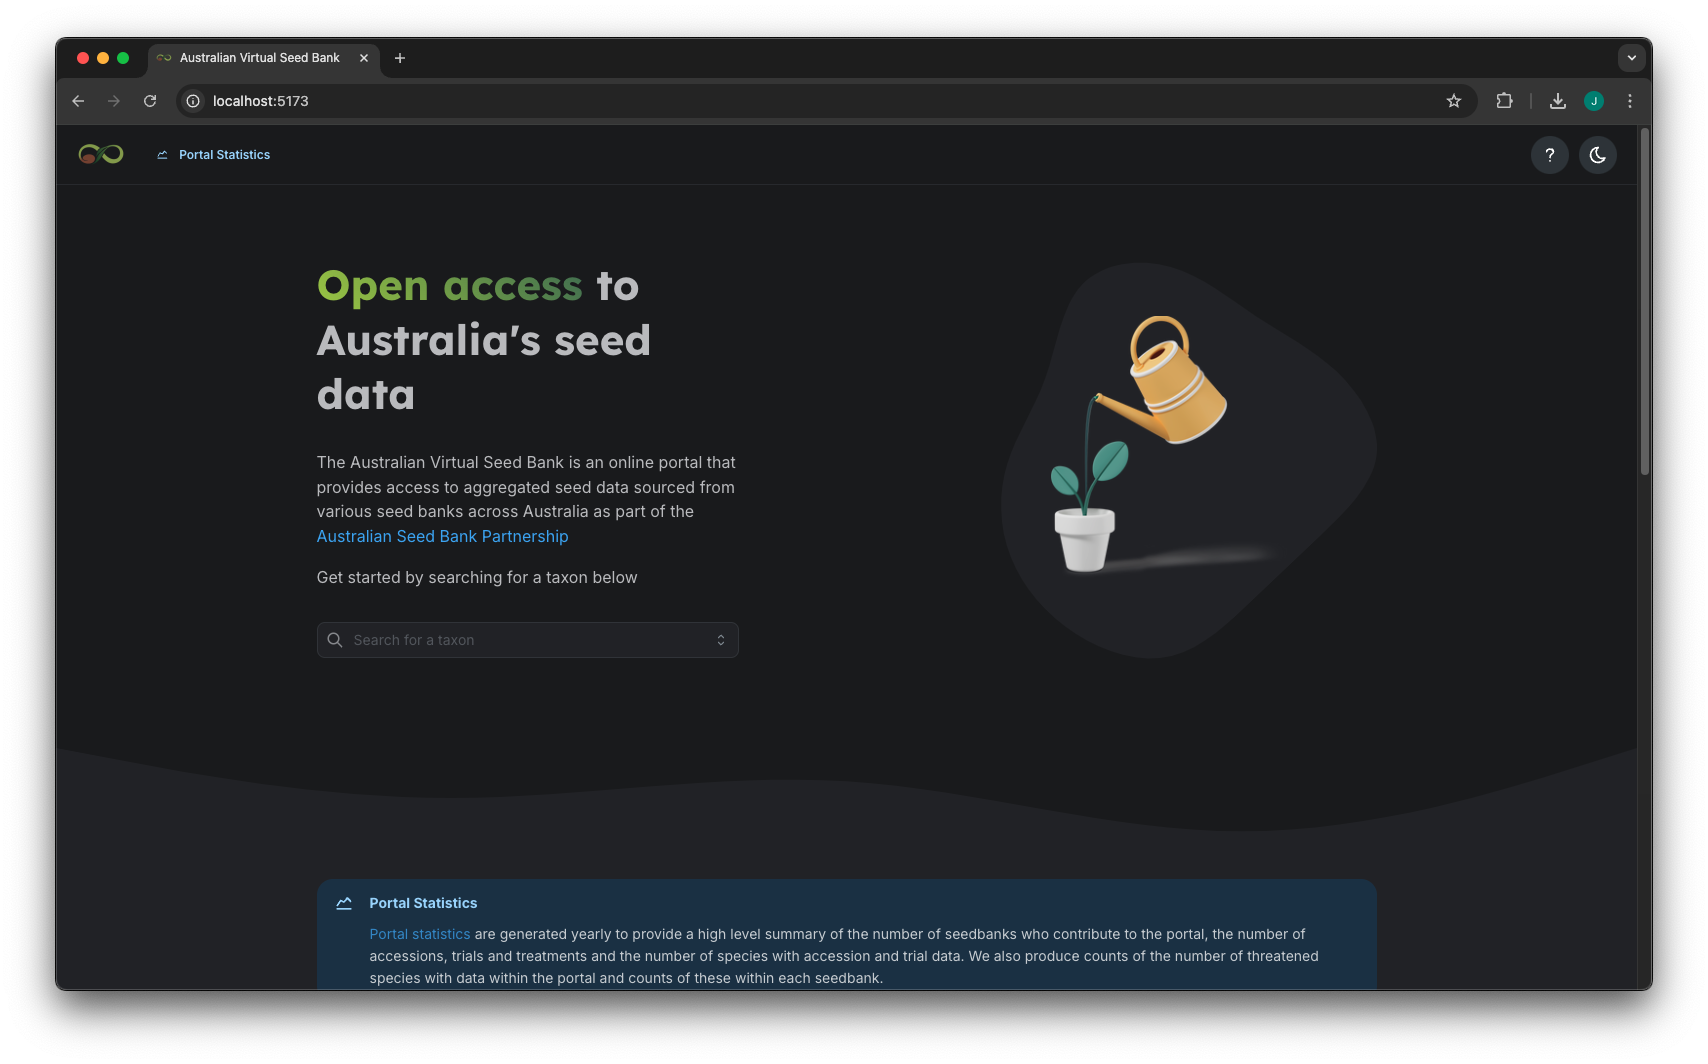 Australian Virtual Seed Bank
localhost:5173
J
Portal Statistics
?
Open access to
Australia's seed
data
The Australian Virtual Seed Bank is an online portal that
provides access to aggregated seed data sourced from
various seed banks across Australia as part of the
Australian Seed Bank Partnership
Get started by searching for a taxon below
Search for a taxon
Portal Statistics
Portal statistics are generated yearly to provide a high level summary of the number of seedbanks who contribute to the portal, the number of
accessions, trials and treatments and the number of species with accession and trial data. We also produce counts of the number of threatened
species with data within the portal and counts of these within each seedbank.